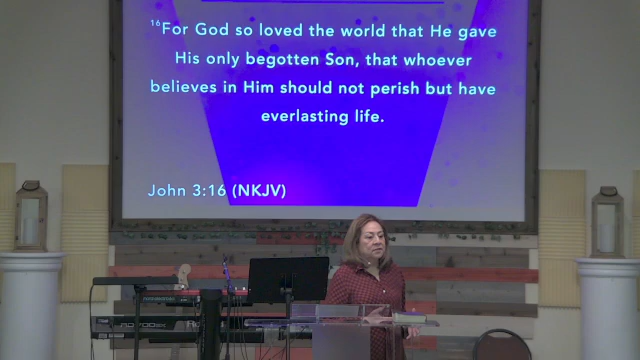 16For God so loved the world that He gave
His only begotten Son, that whoever
believes in Him should not perish but have
everlasting life.
John 3:16 (NKJV)